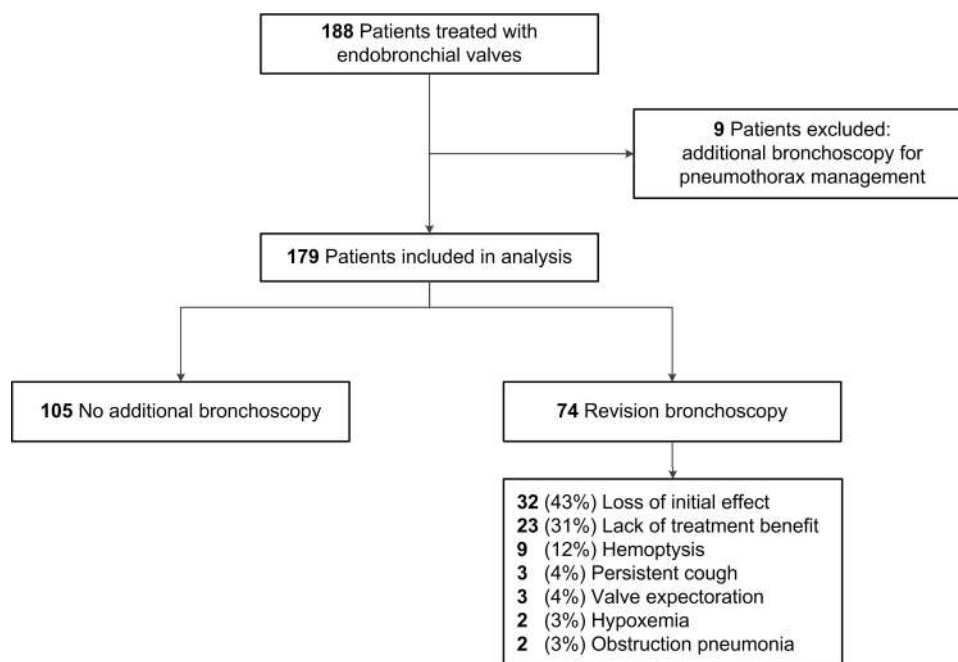 188 Patients treated with
endobronchial valves
9 Patients excluded:
additional bronchoscopy for
pneumothorax management
179 Patients included in analysis
105 No additional bronchoscopy
74 Revision bronchoscopy
32 (43%) Loss of initial effect
23 (31%) Lack of treatment benefit
9 (12%) Hemoptysis
3 (4%) Persistent cough
3 (4%) Valve expectoration
2 (3%) Hypoxemia
2 (3%) Obstruction pneumonia